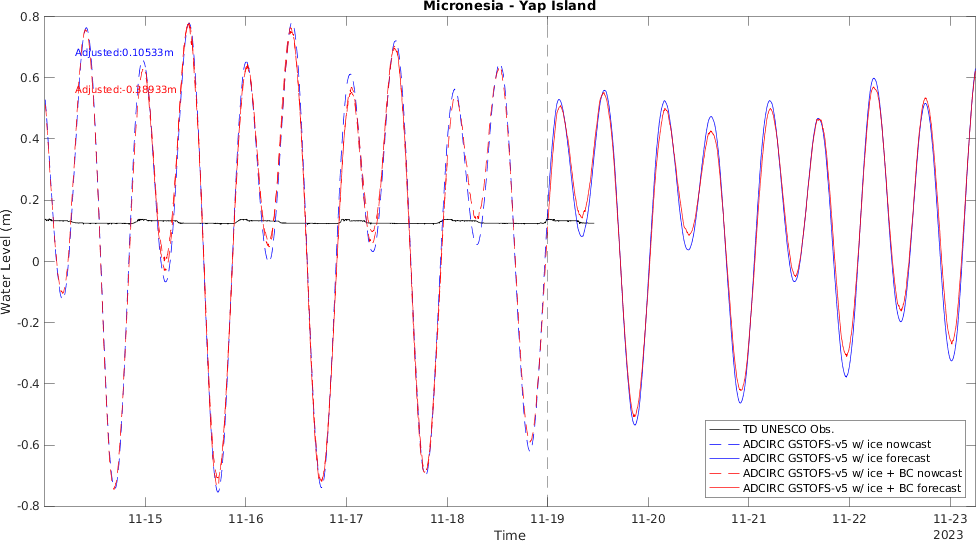 Micronesia - Yap Island
Adjusted:0.10533m
Adjusted:-0.38933m
Water Level (m)
0.8
0.6
0.4
0.2
0
-0.2
-0.4
-0.6
-0.8
TD UNESCO Obs.
ADCIRC GSTOFS-v5 w/ ice nowcast
ADCIRC GSTOFS-v5 w/ ice forecast
ADCIRC GSTOFS-v5 w/ ice + BC nowcast
ADCIRC GSTOFS-v5 w/ ice + BC forecast
11-15 11-16 11-17 11-18 11-19 11-20 11-21 11-22 11-23
2023
Time